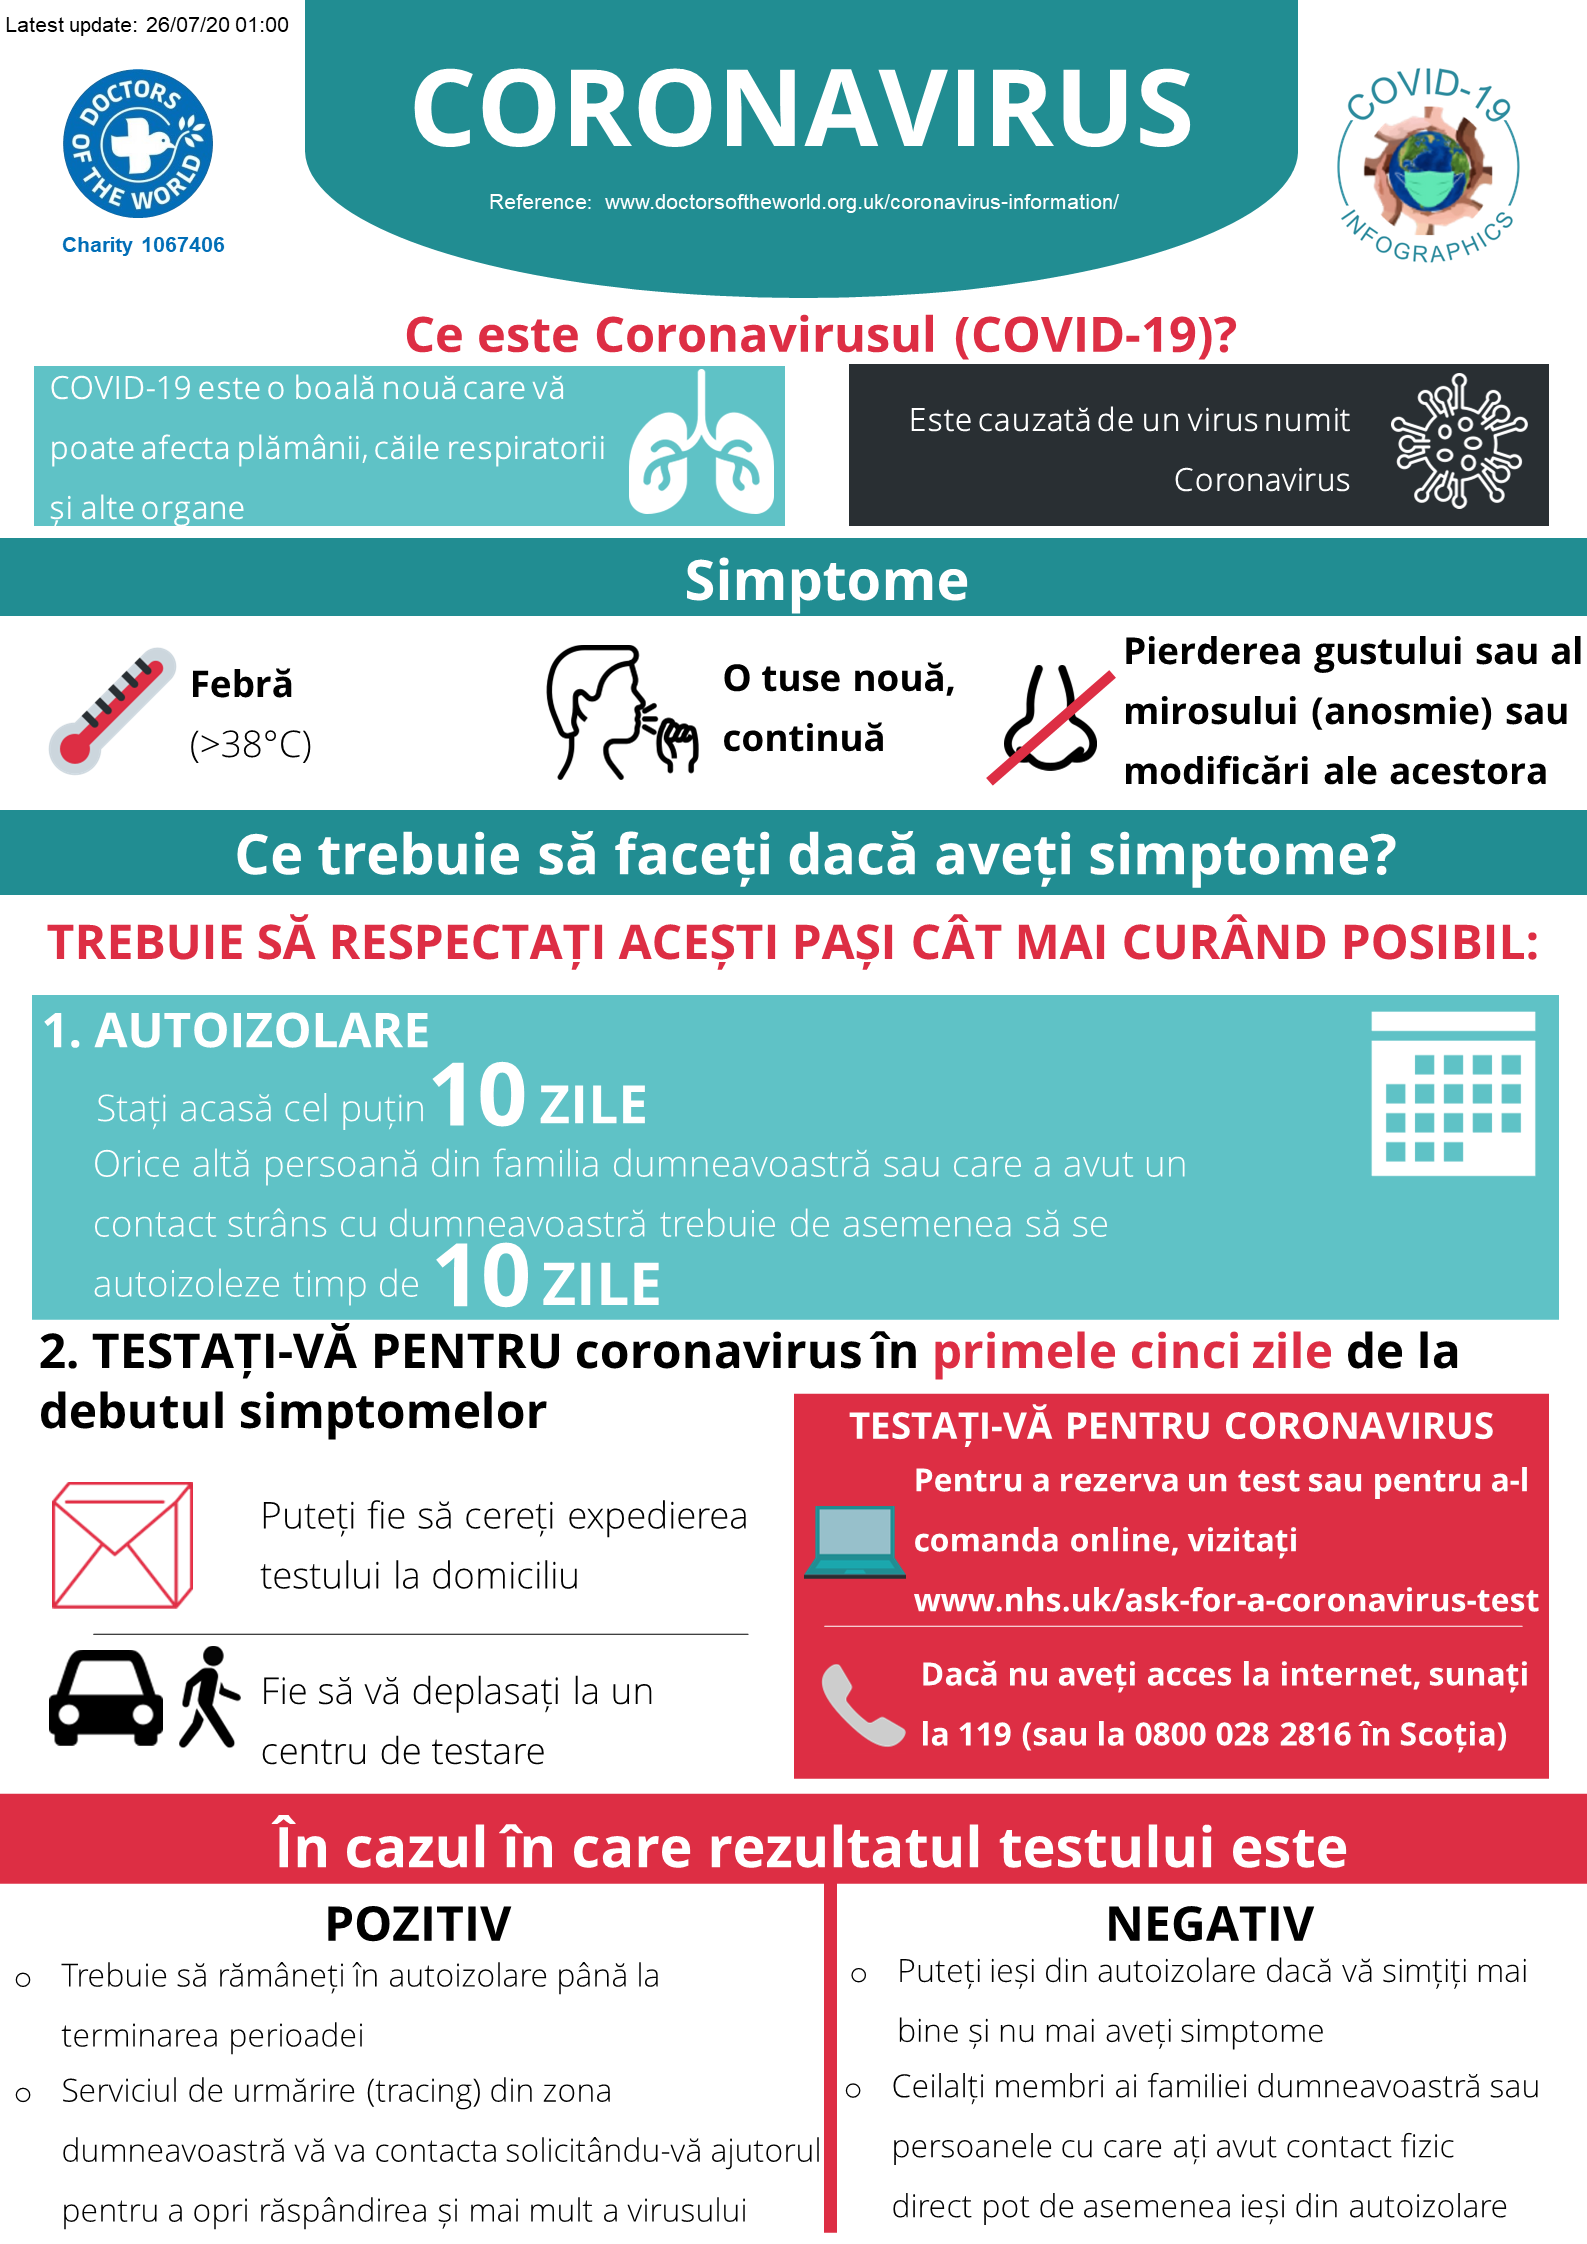 Latest update: 26/07/20 01:00
DOCTORS
OF THE WORLD
Charity 1067406
CORONAVIRUS
Reference: www.doctorsoftheworld.org.uk/coronavirus-information/
COVID-19
INFOGRAPHICS
Ce este Coronavirusul (COVID-19)?
COVID-19 este o boală nouă care vă
poate afecta plămânii, căile respiratorii
și alte organe
Este cauzată de un virus numit
Coronavirus
Simptome
Febră
(>38°C)
O tuse nouă,
continuă
Pierderea gustului sau al
mirosului (anosmie) sau
modificări ale acestora
Ce trebuie să faceți dacă aveți simptome?
TREBUIE SĂ RESPECTAȚI ACEȘTI PAȘI CÂT MAI CURÂND POSIBIL:
1. AUTOIZOLARE
Stați acasă cel puțin 10 ZILE
Orice altă persoană din familia dumneavoastră sau care a avut un
contact strâns cu dumneavoastră trebuie de asemenea să se
autoizoleze timp de 10 ZILE
2. TESTAȚI-VĂ PENTRU coronavirus în primele cinci zile de la
debutul simptomelor
Puteți fie să cereți expedierea
testului la domiciliu
Fie să vă deplasați la un
centru de testare
TESTAȚI-VĂ PENTRU CORONAVIRUS
Pentru a rezerva un test sau pentru a-l
comanda online, vizitați
www.nhs.uk/ask-for-a-coronavirus-test
Dacă nu aveți acces la internet, sunați
la 119 (sau la 0800 028 2816 în Scoția)
În cazul în care rezultatul testului este
POZITIV
o Trebuie să rămâneți în autoizolare până la
terminarea perioadei
o Serviciul de urmărire (tracing) din zona
dumneavoastră vă va contacta solicitându-vă ajutorul
pentru a opri răspândirea și mai mult a virusului
NEGATIV
o Puteți ieși din autoizolare dacă vă simțiți mai
bine și nu mai aveți simptome
o Ceilalți membri ai familiei dumneavoastră sau
persoanele cu care ați avut contact fizic
direct pot de asemenea ieși din autoizolare